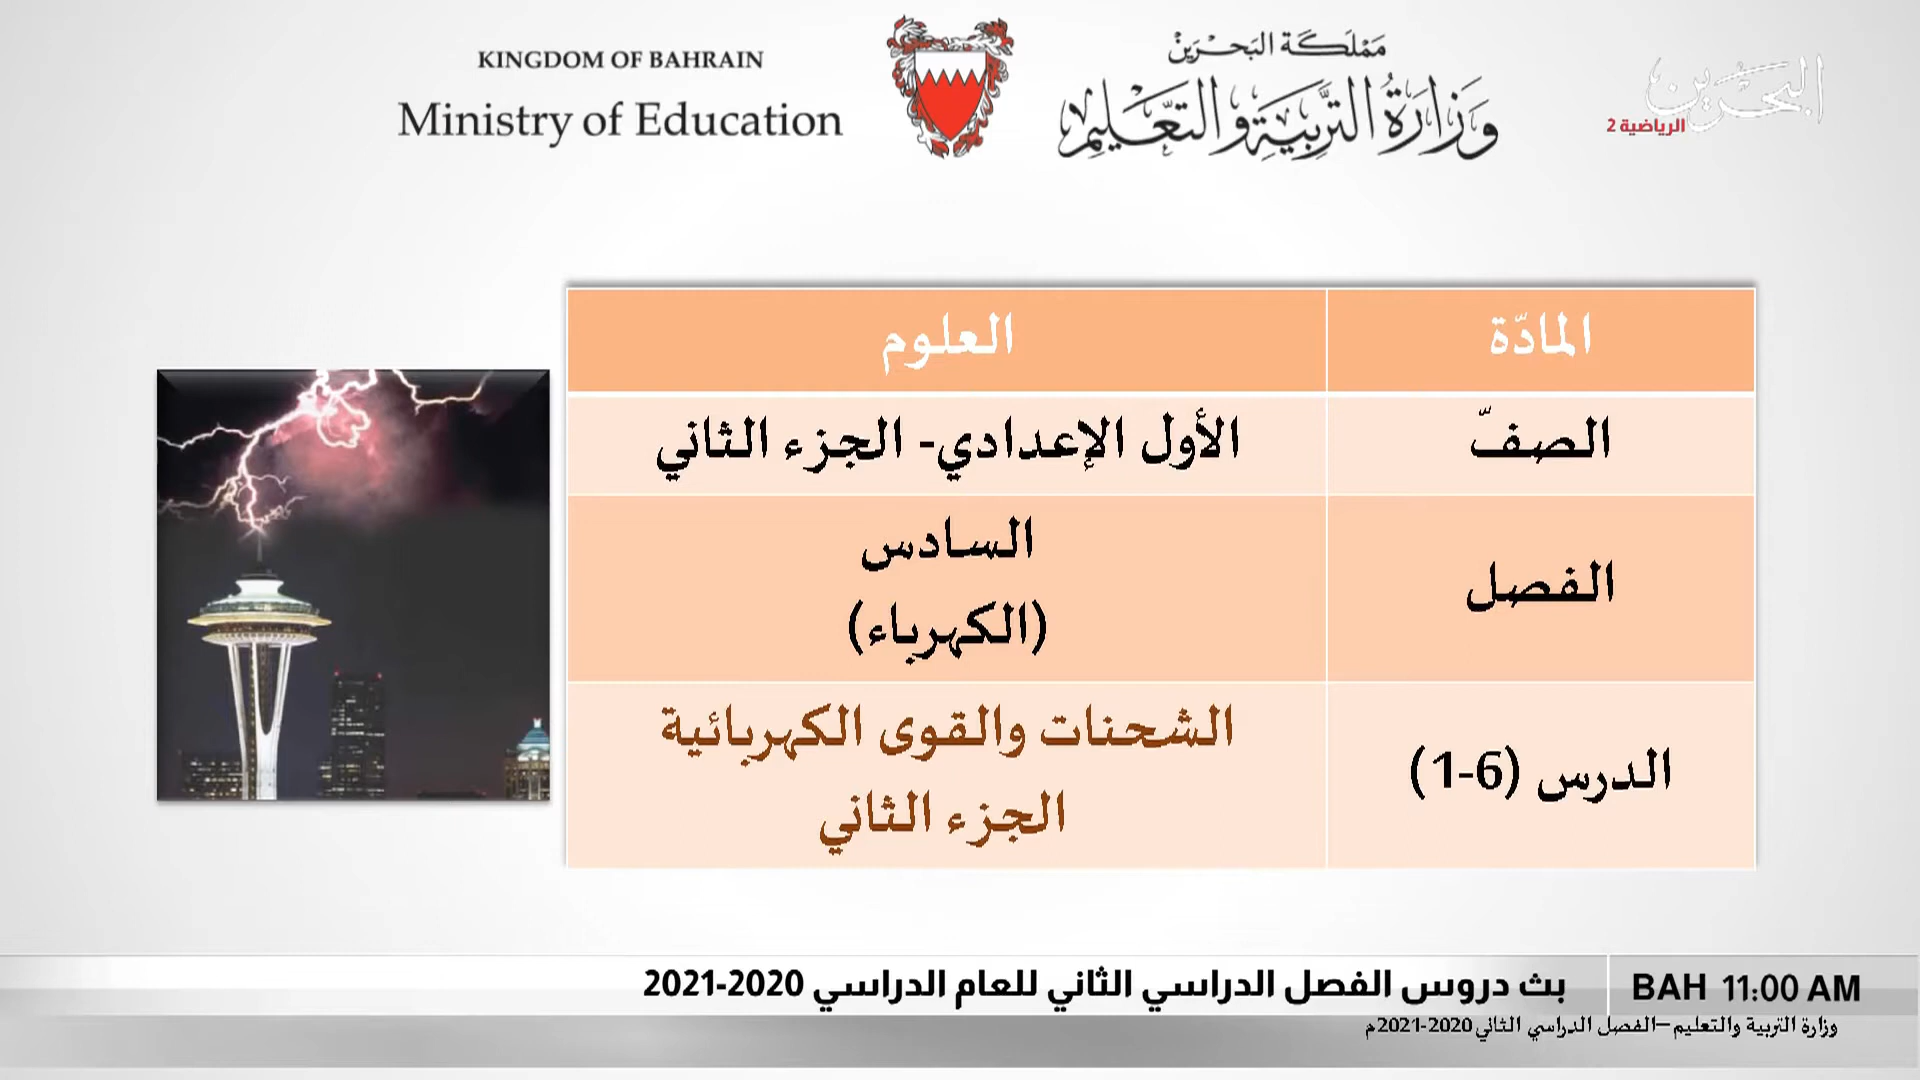 KINGDOM OF BAHRAIN
Ministry of Education
مملكة البحرين
وزارة التربية والتعليم
البحرين
الرياضية 2
المادّة
العلوم
الصفّ
الأول الإعدادي- الجزء الثاني
الفصل
السادس
(الكهرباء)
الدرس (6-1)
الشحنات والقوى الكهربائية
الجزء الثاني
BAH 11:00 AM
بث دروس الفصل الدراسي الثاني للعام الدراسي 2020-2021
وزارة التربية والتعليم –الفصل الدراسي الثاني 2020-2021م